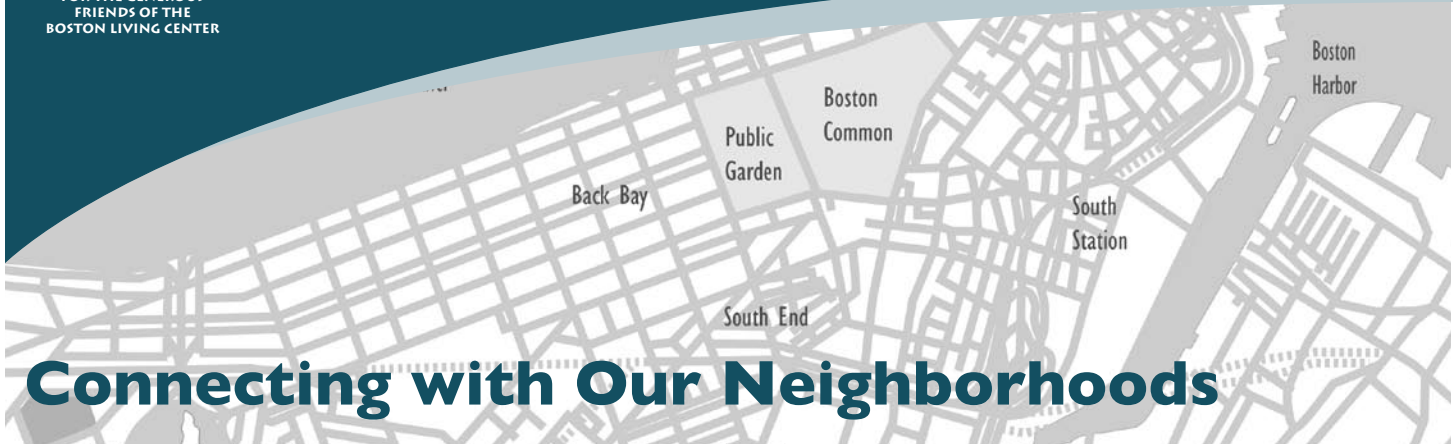 FRIENDS OF THE
BOSTON LIVING CENTER
Boston
Harbor
Boston
Common
Public
Garden
Back Bay
South
Station
South End
Connecting with Our Neighborhoods